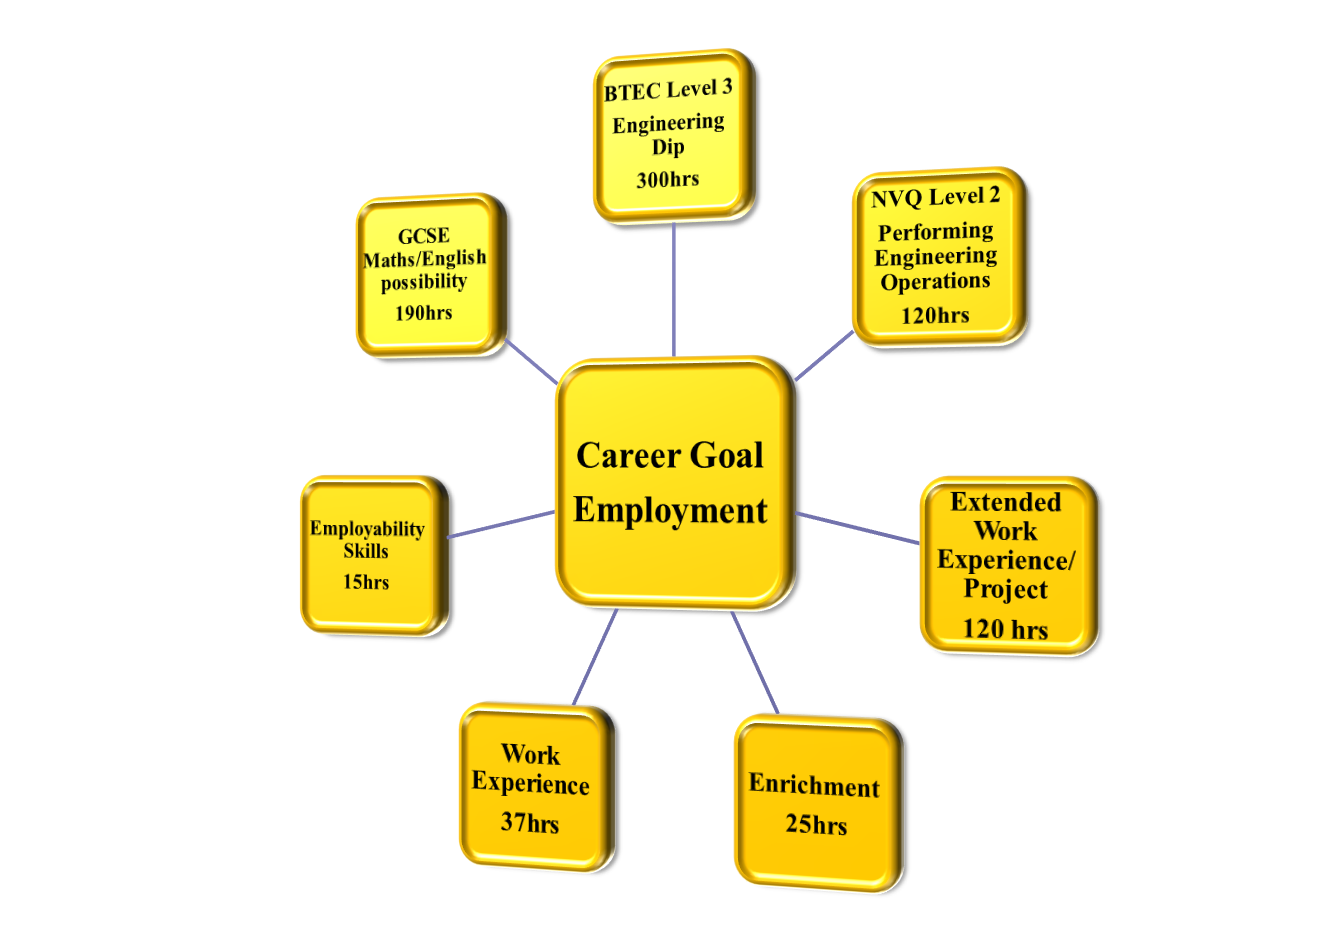 BTEC Level 3
Engineering
Dip
300hrs
NVQ Level 2
Performing
Engineering
Operations
120hrs
GCSE
Maths/English
possibility
190hrs
Career Goal
Employment
Extended
Work
Experience/
Project
120 hrs
Employability
Skills
15hrs
Work
Experience
37hrs
Enrichment
25hrs